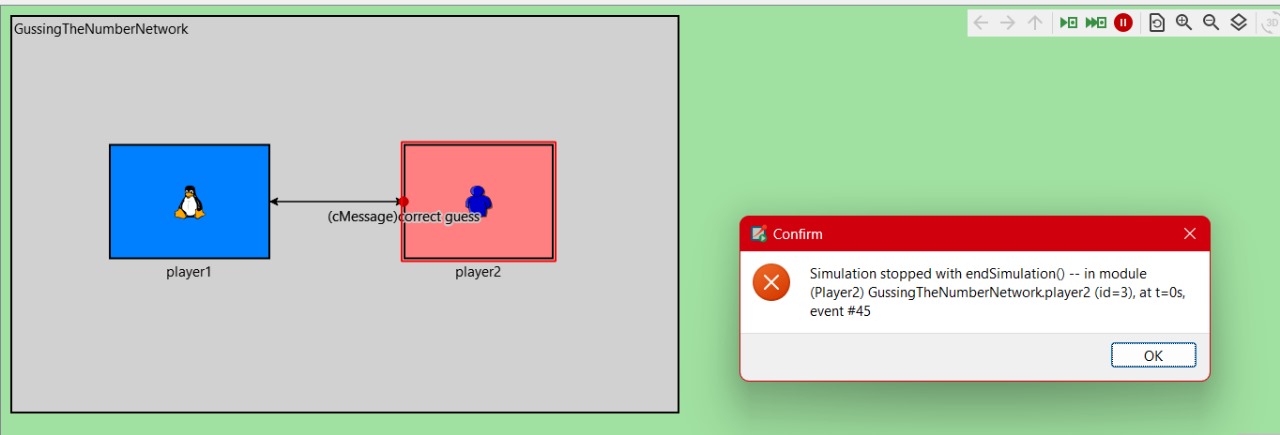 GussingTheNumberNetwork
(cMessage)correct guess
player1
player2
Confirm
Simulation stopped with endSimulation() -- in module
(Player2) GussingTheNumberNetwork.player2 (id=3), at t=0s,
event #45
OK
3D